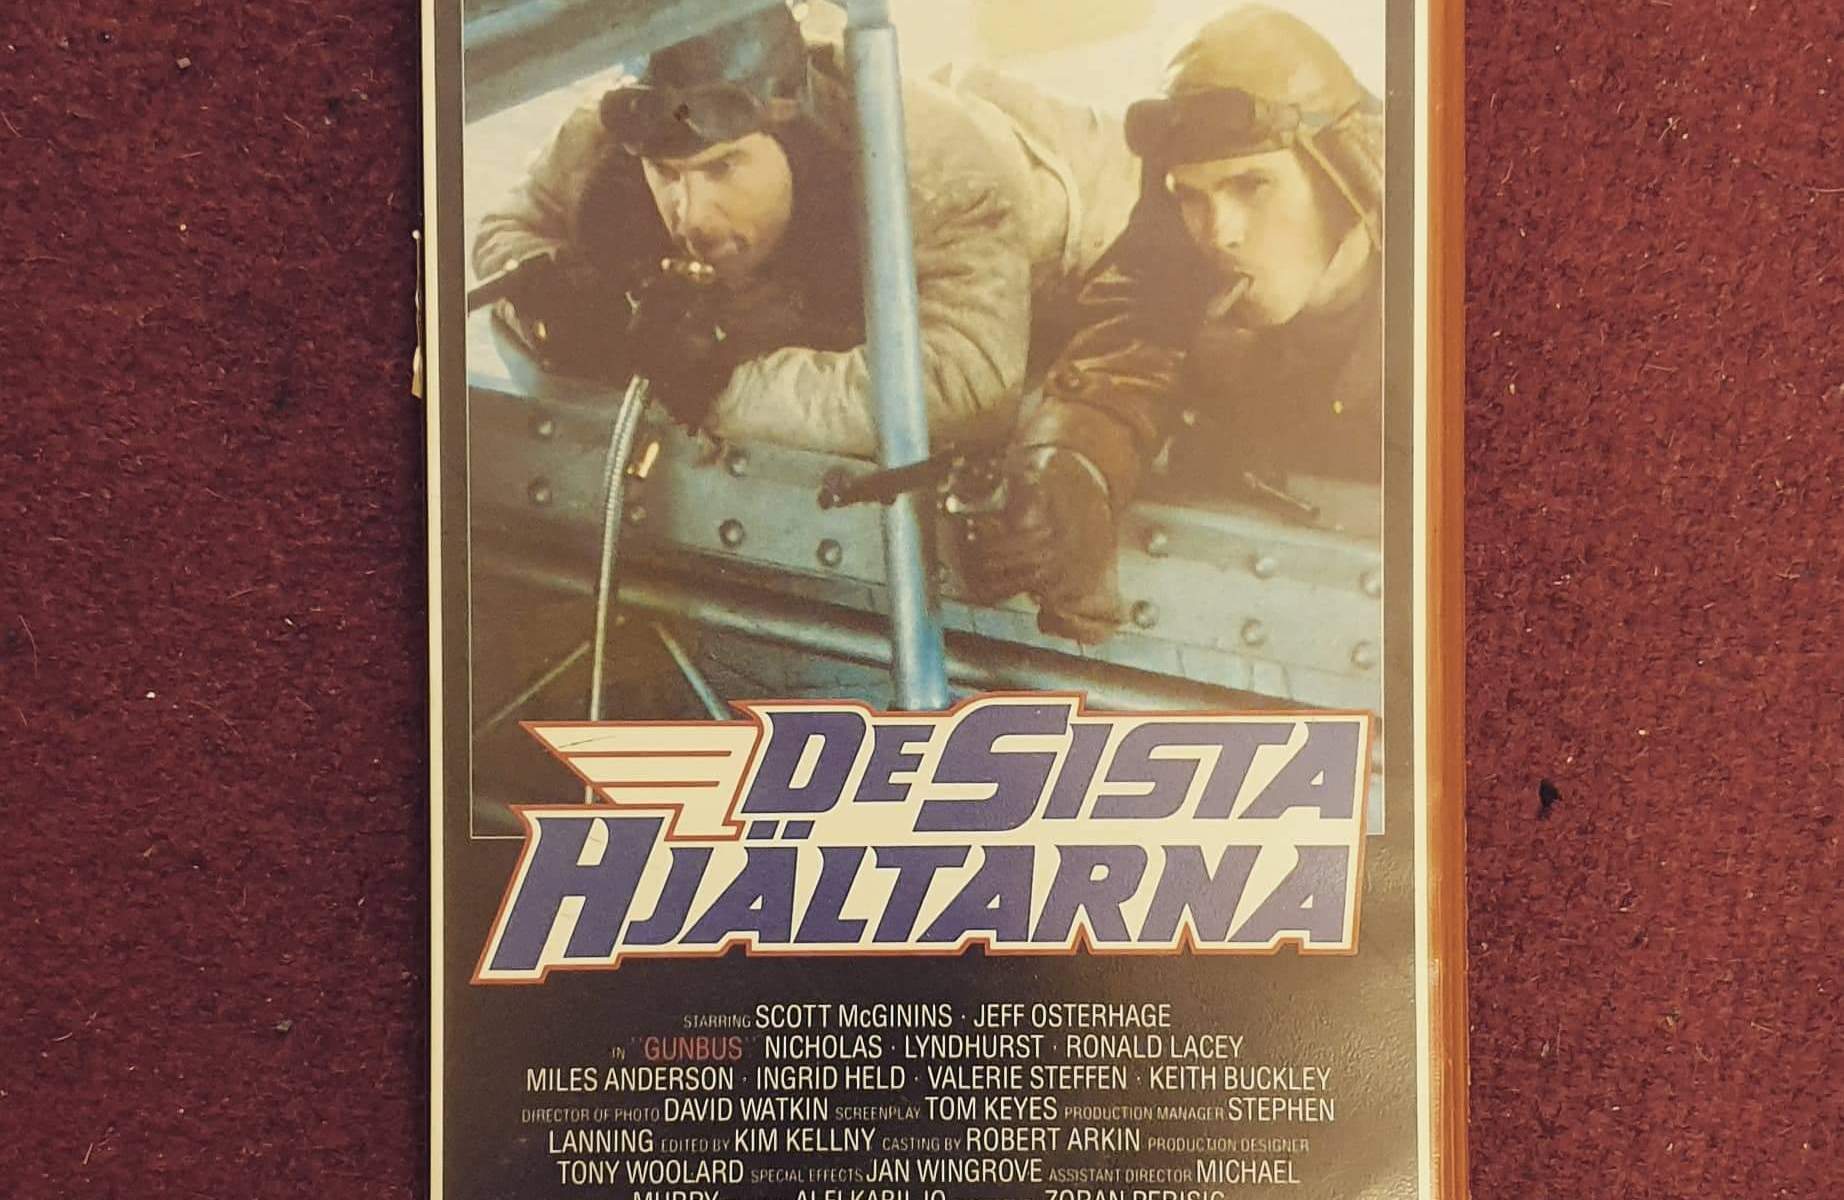 DE SISTA
HJÄLTARNA
STARRING SCOTT McGININS · JEFF OSTERHAGE
IN "GUNBUS" NICHOLAS · LYNDHURST · RONALD LACEY
MILES ANDERSON · INGRID HELD · VALERIE STEFFEN · KEITH BUCKLEY
DIRECTOR OF PHOTO DAVID WATKIN SCREENPLAY TOM KEYES PRODUCTION MANAGER STEPHEN
LANNING EDITED BY KIM KELLNY CASTING BY ROBERT ARKIN PRODUCTION DESIGNER
TONY WOOLARD SPECIAL EFFECTS JAN WINGROVE ASSISTANT DIRECTOR MICHAEL
ZORAN PERISIC